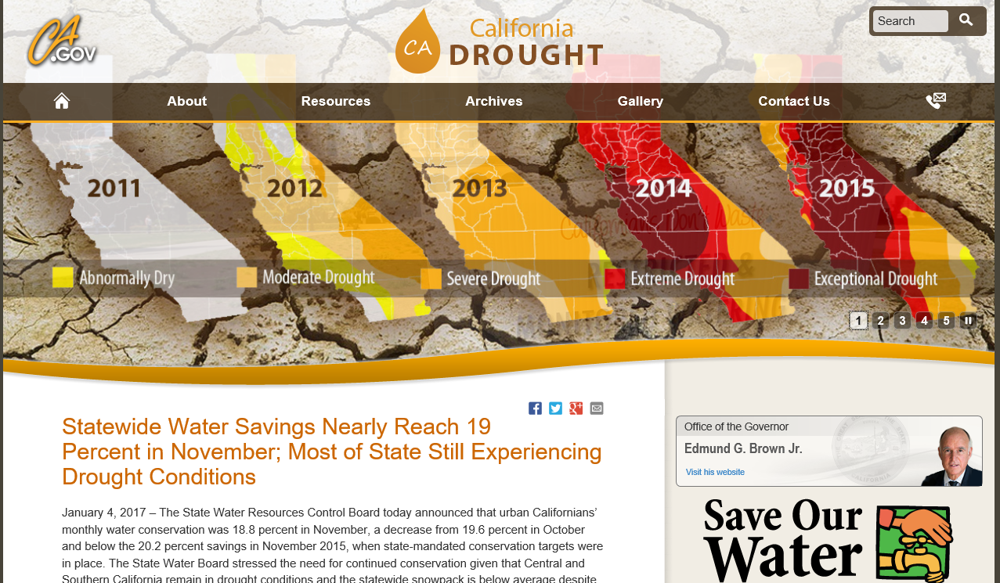 CA
.GOV
CA
California
DROUGHT
Search
About
Resources
Archives
Gallery
Contact Us
2011
2012
2013
2014
2015
Abnormally Dry
Moderate Drought
Severe Drought
Extreme Drought
Exceptional Drought
1 2 3 4 5
Statewide Water Savings Nearly Reach 19
Percent in November; Most of State Still Experiencing
Drought Conditions
January 4, 2017 – The State Water Resources Control Board today announced that urban Californians’
monthly water conservation was 18.8 percent in November, a decrease from 19.6 percent in October
and below the 20.2 percent savings in November 2015, when state-mandated conservation targets were
in place. The State Water Board stressed the need for continued conservation given that Central and
Southern California remain in drought conditions and the statewide snowpack is below average despite
Office of the Governor
Edmund G. Brown Jr.
Visit his website
Save Our
Water